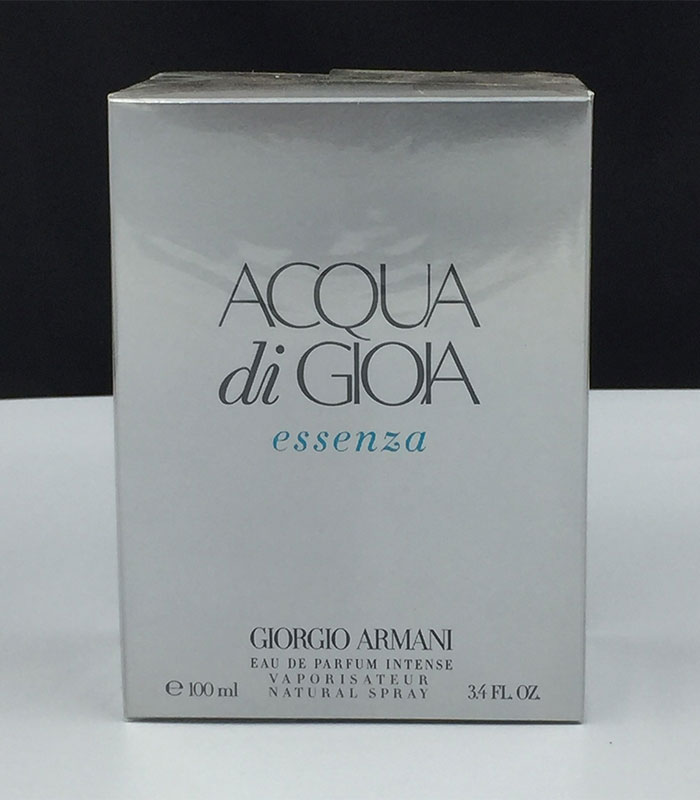 ACQUA
di GIOIA
essenza
GIORGIO ARMANI
EAU DE PARFUM INTENSE
VAPORISATEUR
℮ 100 ml NATURAL SPRAY 3.4 FL. OZ.